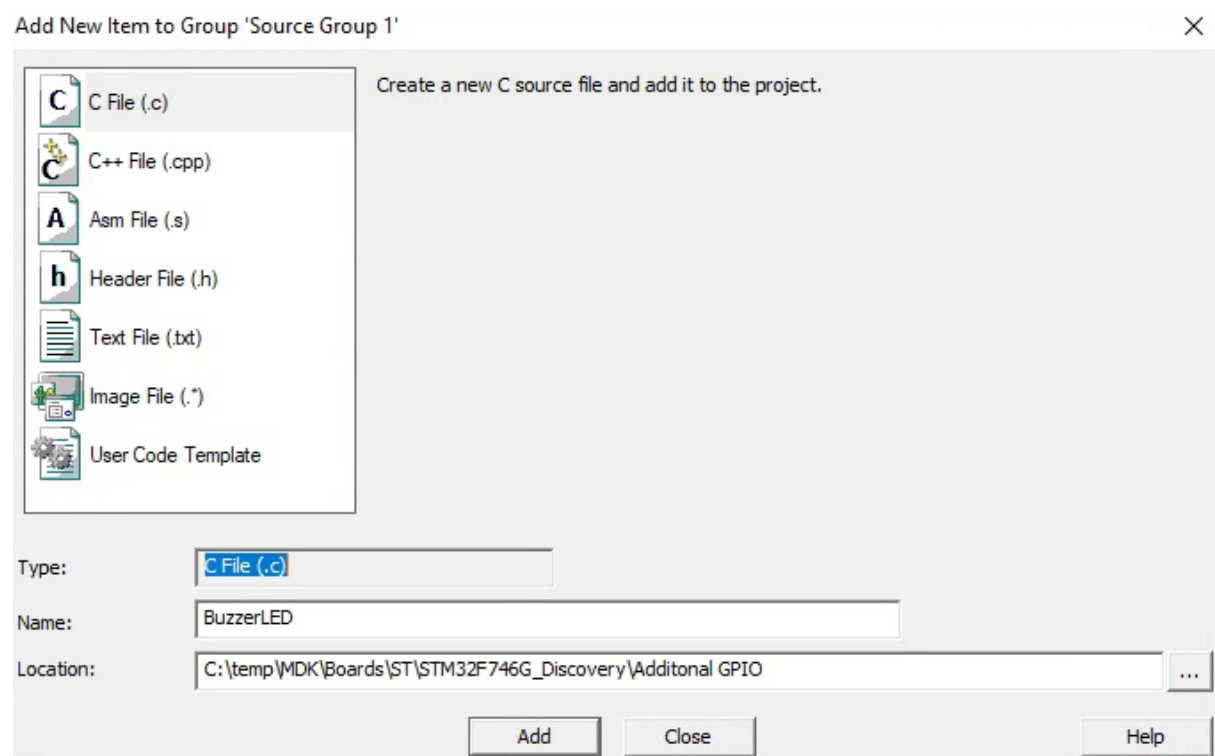 Add New Item to Group 'Source Group 1'
C File (.c)
Create a new C source file and add it to the project.
C++ File (.cpp)
Asm File (.s)
Header File (.h)
Text File (.txt)
Image File (.*)
User Code Template
Type:
C File (.c)
Name:
BuzzerLED
Location:
C:\temp\MDK\Boards\ST\STM32F746G_Discovery\Additonal GPIO
...
Add
Close
Help